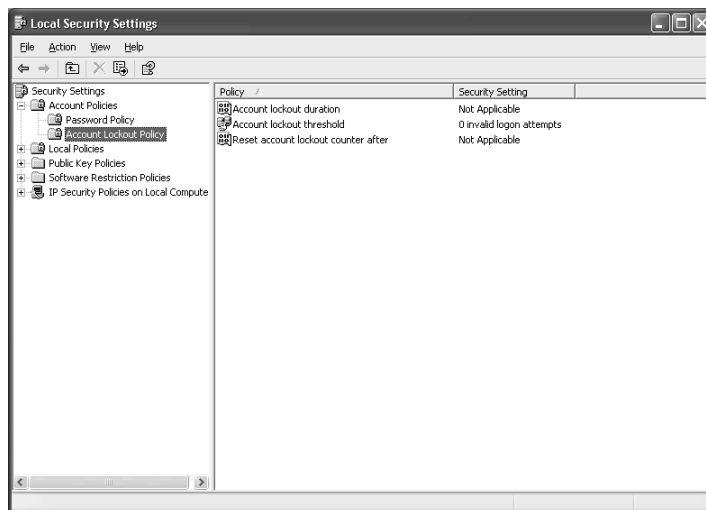 Local Security Settings
File Action View Help
Security Settings
Account Policies
Password Policy
Account Lockout Policy
Local Policies
Public Key Policies
Software Restriction Policies
IP Security Policies on Local Compute
Policy Security Setting
Account lockout duration Not Applicable
Account lockout threshold 0 invalid logon attempts
Reset account lockout counter after Not Applicable